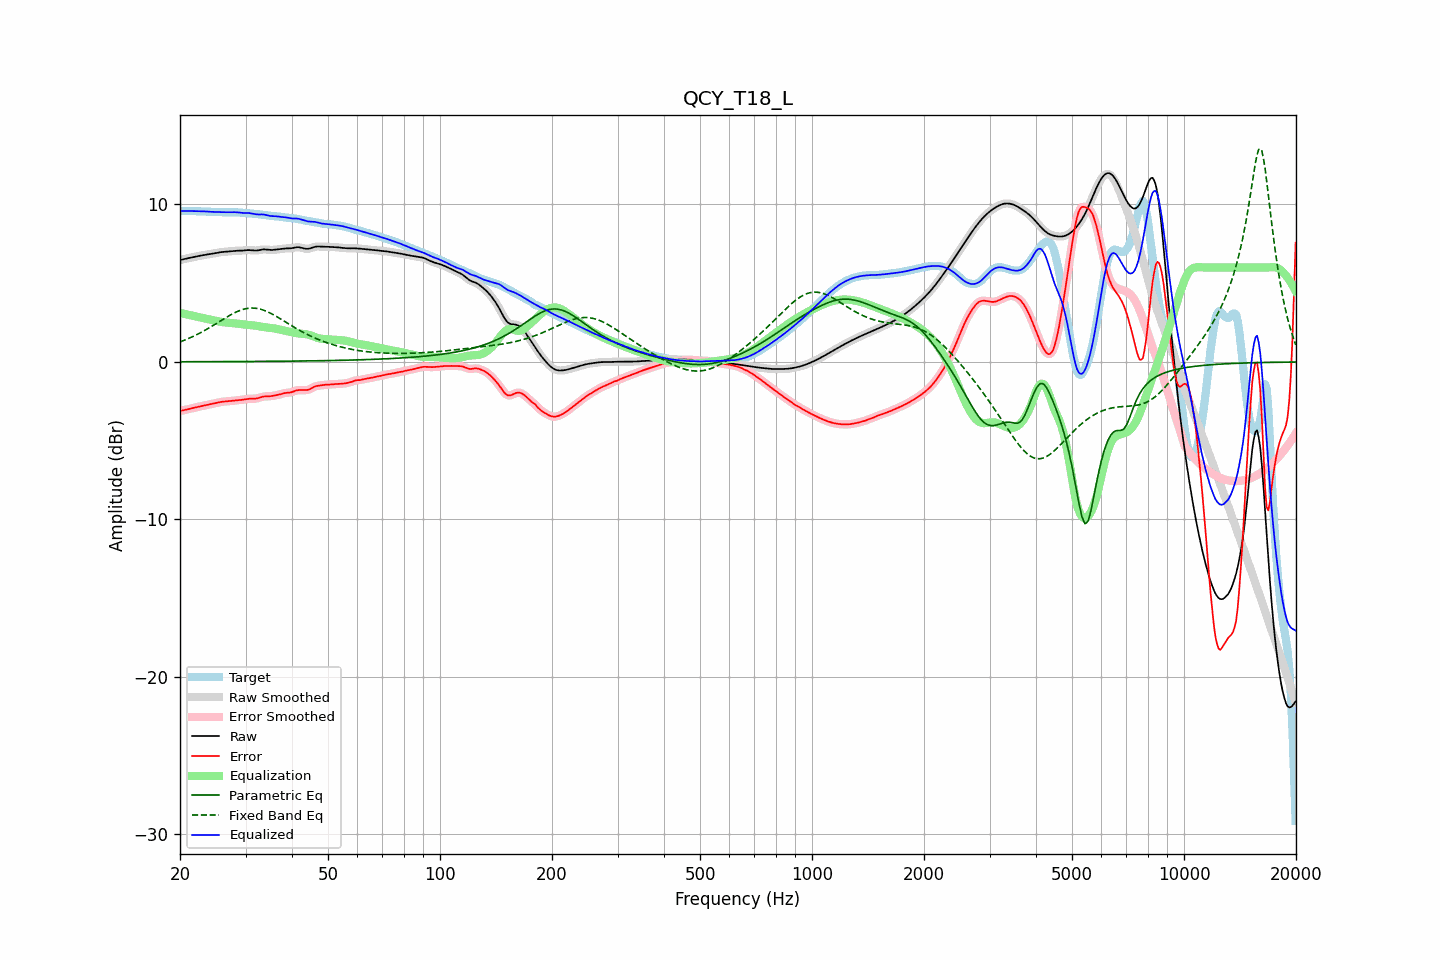 QCY_T18_L
Amplitude (dBr)
10
0
−10
−20
−30
Target
Raw Smoothed
Error Smoothed
Raw
Error
Equalization
Parametric Eq
Fixed Band Eq
Equalized
20 50 100 200 500 1000 2000 5000 10000 20000
Frequency (Hz)